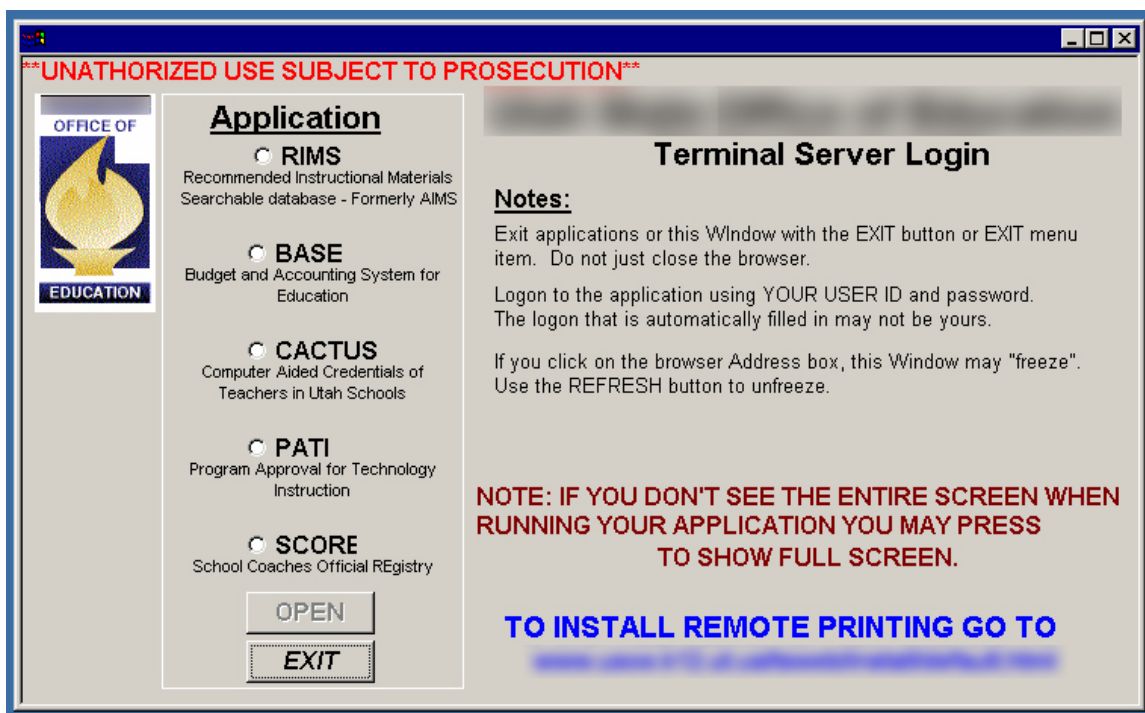 **UNATHORIZED USE SUBJECT TO PROSECUTION**
OFFICE OF
EDUCATION
Application
RIMS
Recommended Instructional Materials
Searchable database - Formerly AIMS
BASE
Budget and Accounting System for
Education
CACTUS
Computer Aided Credentials of
Teachers in Utah Schools
PATI
Program Approval for Technology
Instruction
SCORE
School Coaches Official REgistry
OPEN
EXIT
Terminal Server Login
Notes:
Exit applications or this WIndow with the EXIT button or EXIT menu
item. Do not just close the browser.
Logon to the application using YOUR USER ID and password.
The logon that is automatically filled in may not be yours.
If you click on the browser Address box, this Window may "freeze".
Use the REFRESH button to unfreeze.
NOTE: IF YOU DON'T SEE THE ENTIRE SCREEN WHEN
RUNNING YOUR APPLICATION YOU MAY PRESS
TO SHOW FULL SCREEN.
TO INSTALL REMOTE PRINTING GO TO